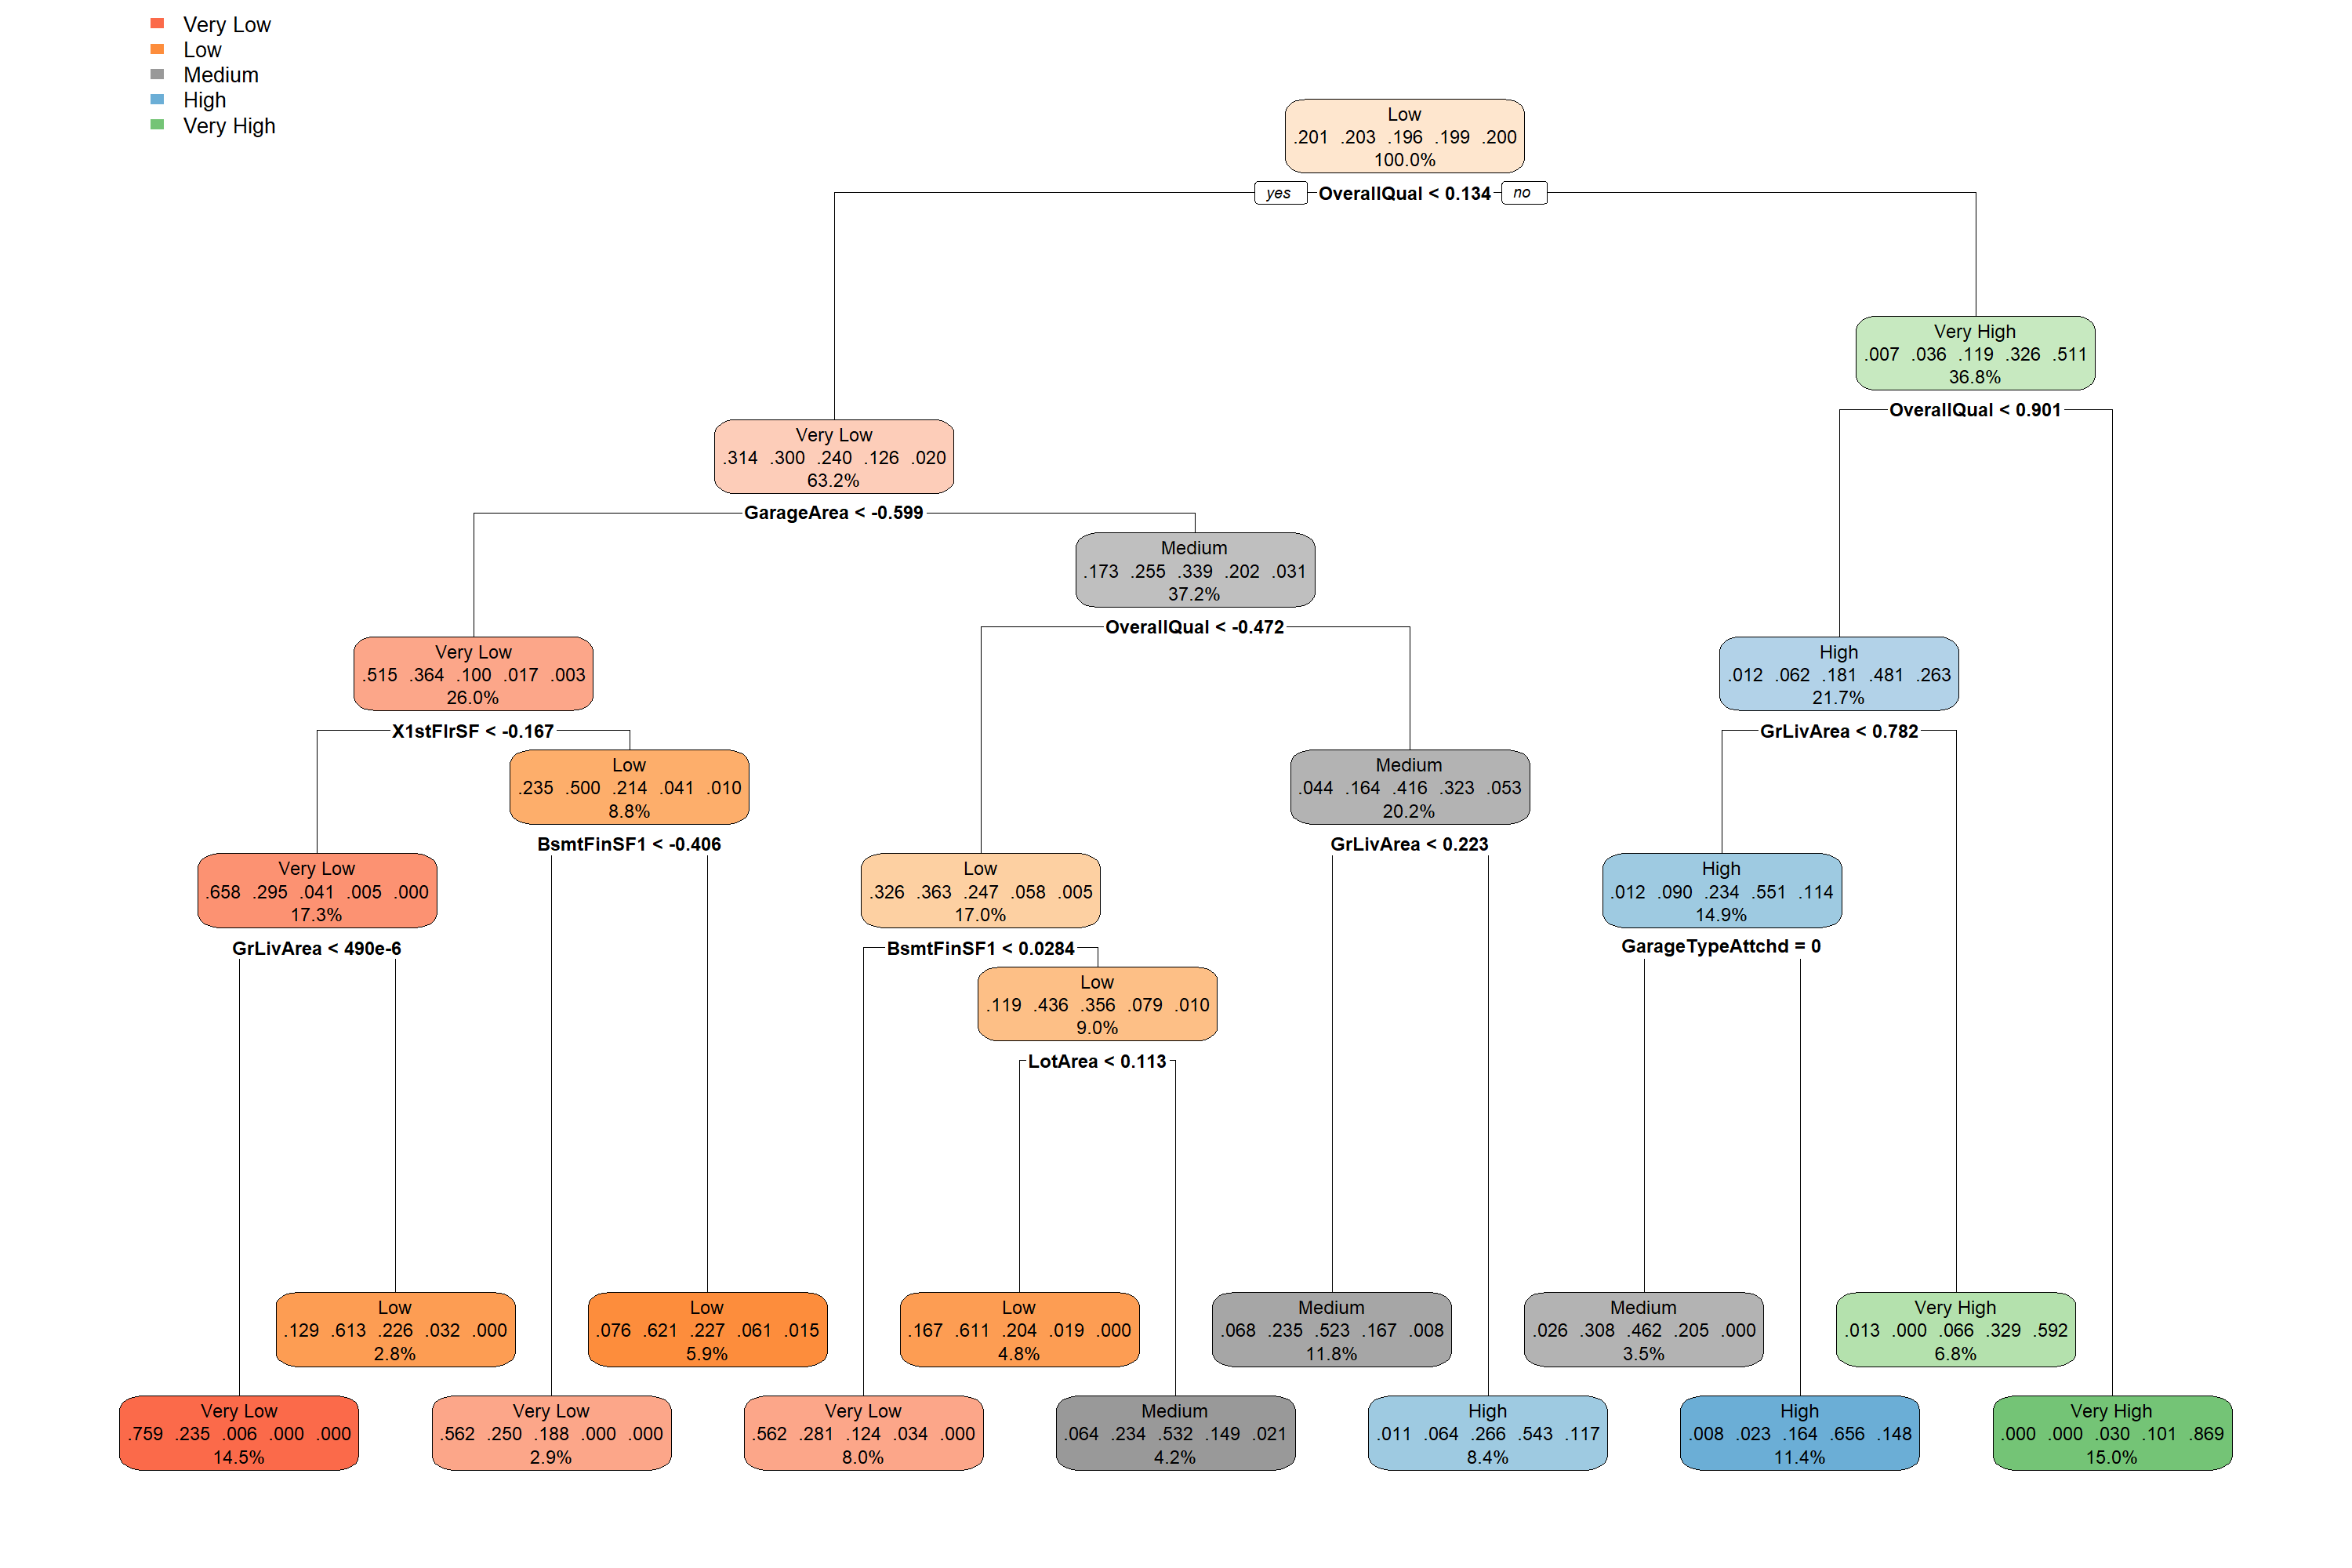 Very Low
Low
Medium
High
Very High
Low
.201 .203 .196 .199 .200
100.0%
yes OverallQual < 0.134 no
Very High
.007 .036 .119 .326 .511
36.8%
OverallQual < 0.901
Very Low
.314 .300 .240 .126 .020
63.2%
GarageArea < -0.599
Medium
.173 .255 .339 .202 .031
37.2%
OverallQual < -0.472
Very Low
.515 .364 .100 .017 .003
26.0%
X1stFlrSF < -0.167
High
.012 .062 .181 .481 .263
21.7%
GrLivArea < 0.782
Low
.235 .500 .214 .041 .010
8.8%
BsmtFinSF1 < -0.406
Medium
.044 .164 .416 .323 .053
20.2%
GrLivArea < 0.223
Very Low
.658 .295 .041 .005 .000
17.3%
GrLivArea < 490e-6
Low
.326 .363 .247 .058 .005
17.0%
BsmtFinSF1 < 0.0284
High
.012 .090 .234 .551 .114
14.9%
GarageTypeAttchd = 0
Low
.119 .436 .356 .079 .010
9.0%
LotArea < 0.113
Low
.129 .613 .226 .032 .000
2.8%
Low
.076 .621 .227 .061 .015
5.9%
Low
.167 .611 .204 .019 .000
4.8%
Medium
.068 .235 .523 .167 .008
11.8%
Medium
.026 .308 .462 .205 .000
3.5%
Very High
.013 .000 .066 .329 .592
6.8%
Very Low
.759 .235 .006 .000 .000
14.5%
Very Low
.562 .250 .188 .000 .000
2.9%
Very Low
.562 .281 .124 .034 .000
8.0%
Medium
.064 .234 .532 .149 .021
4.2%
High
.011 .064 .266 .543 .117
8.4%
High
.008 .023 .164 .656 .148
11.4%
Very High
.000 .000 .030 .101 .869
15.0%